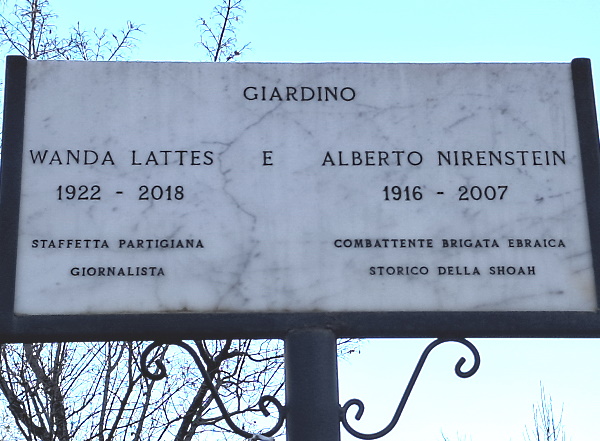 GIARDINO
WANDA LATTES E ALBERTO NIRENSTEIN
1922 - 2018 1916 - 2007
STAFFETTA PARTIGIANA COMBATTENTE BRIGATA EBRAICA
GIORNALISTA STORICO DELLA SHOAH